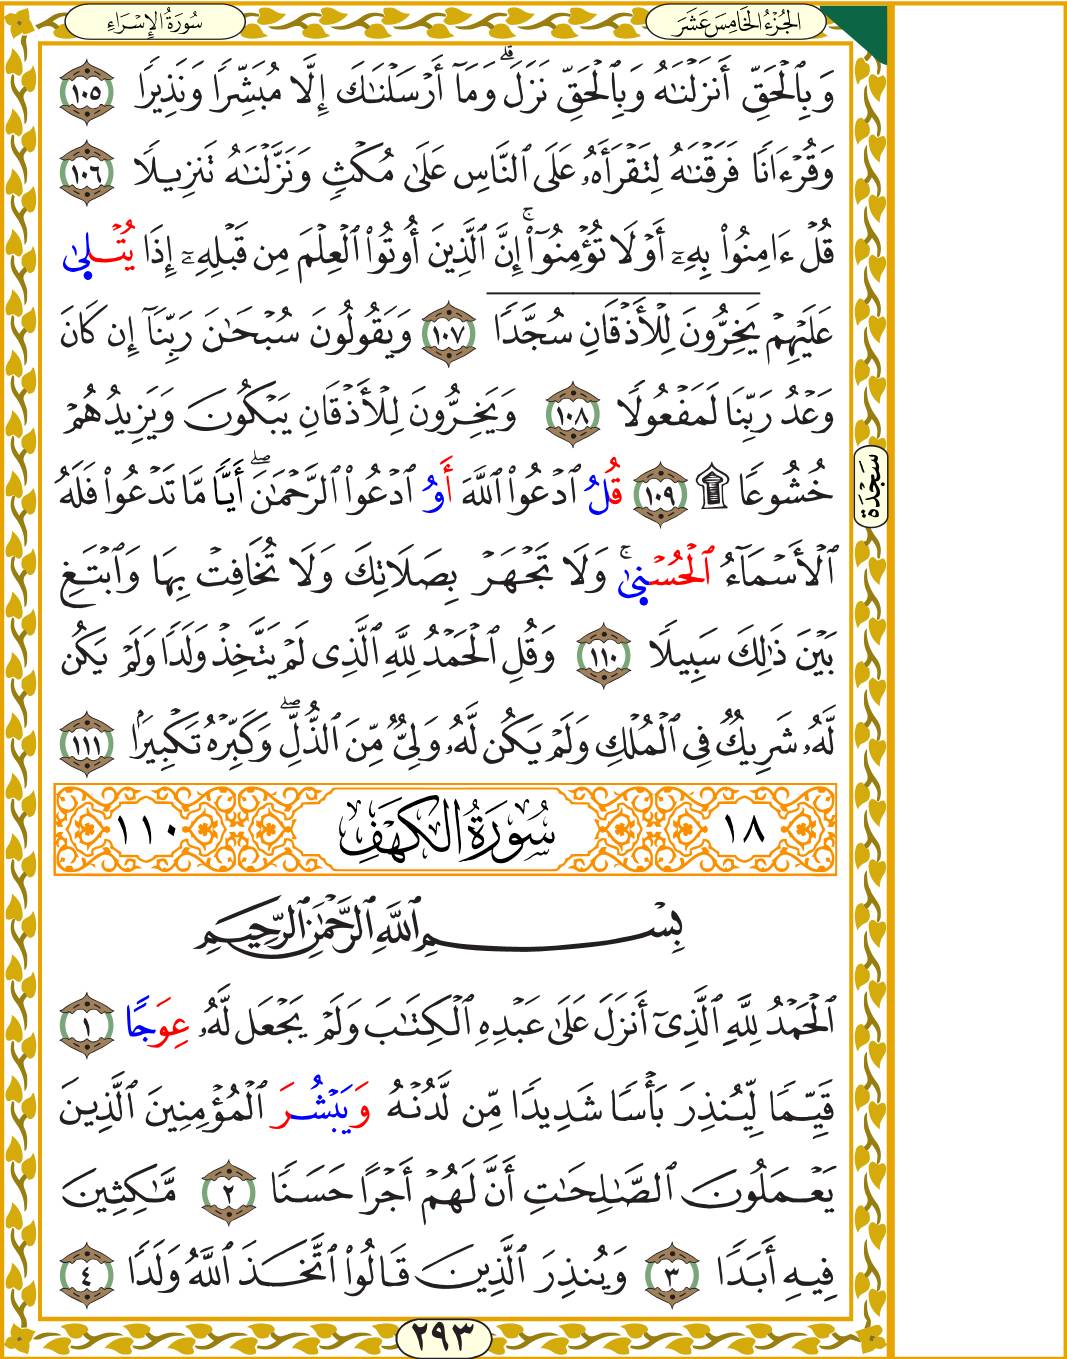 سُورَةُ الإِسْرَاءِ
الجُزْءُ الخَامِسَ عَشَرَ
وَبِٱلْحَقِّ أَنزَلْنَٰهُ وَبِٱلْحَقِّ نَزَلَ ۗ وَمَآ أَرْسَلْنَٰكَ إِلَّا مُبَشِّرًا وَنَذِيرًا ١٠٥
وَقُرْءَانًا فَرَقْنَٰهُ لِتَقْرَأَهُۥ عَلَى ٱلنَّاسِ عَلَىٰ مُكْثٍ وَنَزَّلْنَٰهُ تَنزِيلًا ١٠٦
قُلْ ءَامِنُوا۟ بِهِۦٓ أَوْ لَا تُؤْمِنُوٓا۟ ۚ إِنَّ ٱلَّذِينَ أُوتُوا۟ ٱلْعِلْمَ مِن قَبْلِهِۦٓ إِذَا يُتْلَىٰ
عَلَيْهِمْ يَخِرُّونَ لِلْأَذْقَانِ سُجَّدًا ١٠٧ وَيَقُولُونَ سُبْحَٰنَ رَبِّنَآ إِن كَانَ
وَعْدُ رَبِّنَا لَمَفْعُولًا ١٠٨ وَيَخِرُّونَ لِلْأَذْقَانِ يَبْكُونَ وَيَزِيدُهُمْ
خُشُوعًا ۩ ١٠٩ قُلُ ٱدْعُوا۟ ٱللَّهَ أَوُ ٱدْعُوا۟ ٱلرَّحْمَٰنَ ۖ أَيًّا مَّا تَدْعُوا۟ فَلَهُ
ٱلْأَسْمَآءُ ٱلْحُسْنَىٰ ۚ وَلَا تَجْهَرْ بِصَلَاتِكَ وَلَا تُخَافِتْ بِهَا وَٱبْتَغِ
بَيْنَ ذَٰلِكَ سَبِيلًا ١١٠ وَقُلِ ٱلْحَمْدُ لِلَّهِ ٱلَّذِى لَمْ يَتَّخِذْ وَلَدًا وَلَمْ يَكُن
لَّهُۥ شَرِيكٌ فِى ٱلْمُلْكِ وَلَمْ يَكُن لَّهُۥ وَلِىٌّ مِّنَ ٱلذُّلِّ ۖ وَكَبِّرْهُ تَكْبِيرًۢا ١١١
١٨ سُورَةُ الكَهْفِ ١١٠
بِسْمِ ٱللَّهِ ٱلرَّحْمَٰنِ ٱلرَّحِيمِ
ٱلْحَمْدُ لِلَّهِ ٱلَّذِىٓ أَنزَلَ عَلَىٰ عَبْدِهِ ٱلْكِتَٰبَ وَلَمْ يَجْعَل لَّهُۥ عِوَجًا ١
قَيِّمًا لِّيُنذِرَ بَأْسًا شَدِيدًا مِّن لَّدُنْهُ وَيَبْشُرَ ٱلْمُؤْمِنِينَ ٱلَّذِينَ
يَعْمَلُونَ ٱلصَّٰلِحَٰتِ أَنَّ لَهُمْ أَجْرًا حَسَنًا ٢ مَّٰكِثِينَ
فِيهِ أَبَدًا ٣ وَيُنذِرَ ٱلَّذِينَ قَالُوا۟ ٱتَّخَذَ ٱللَّهُ وَلَدًا ٤
سَجْدَة
٢٩٣